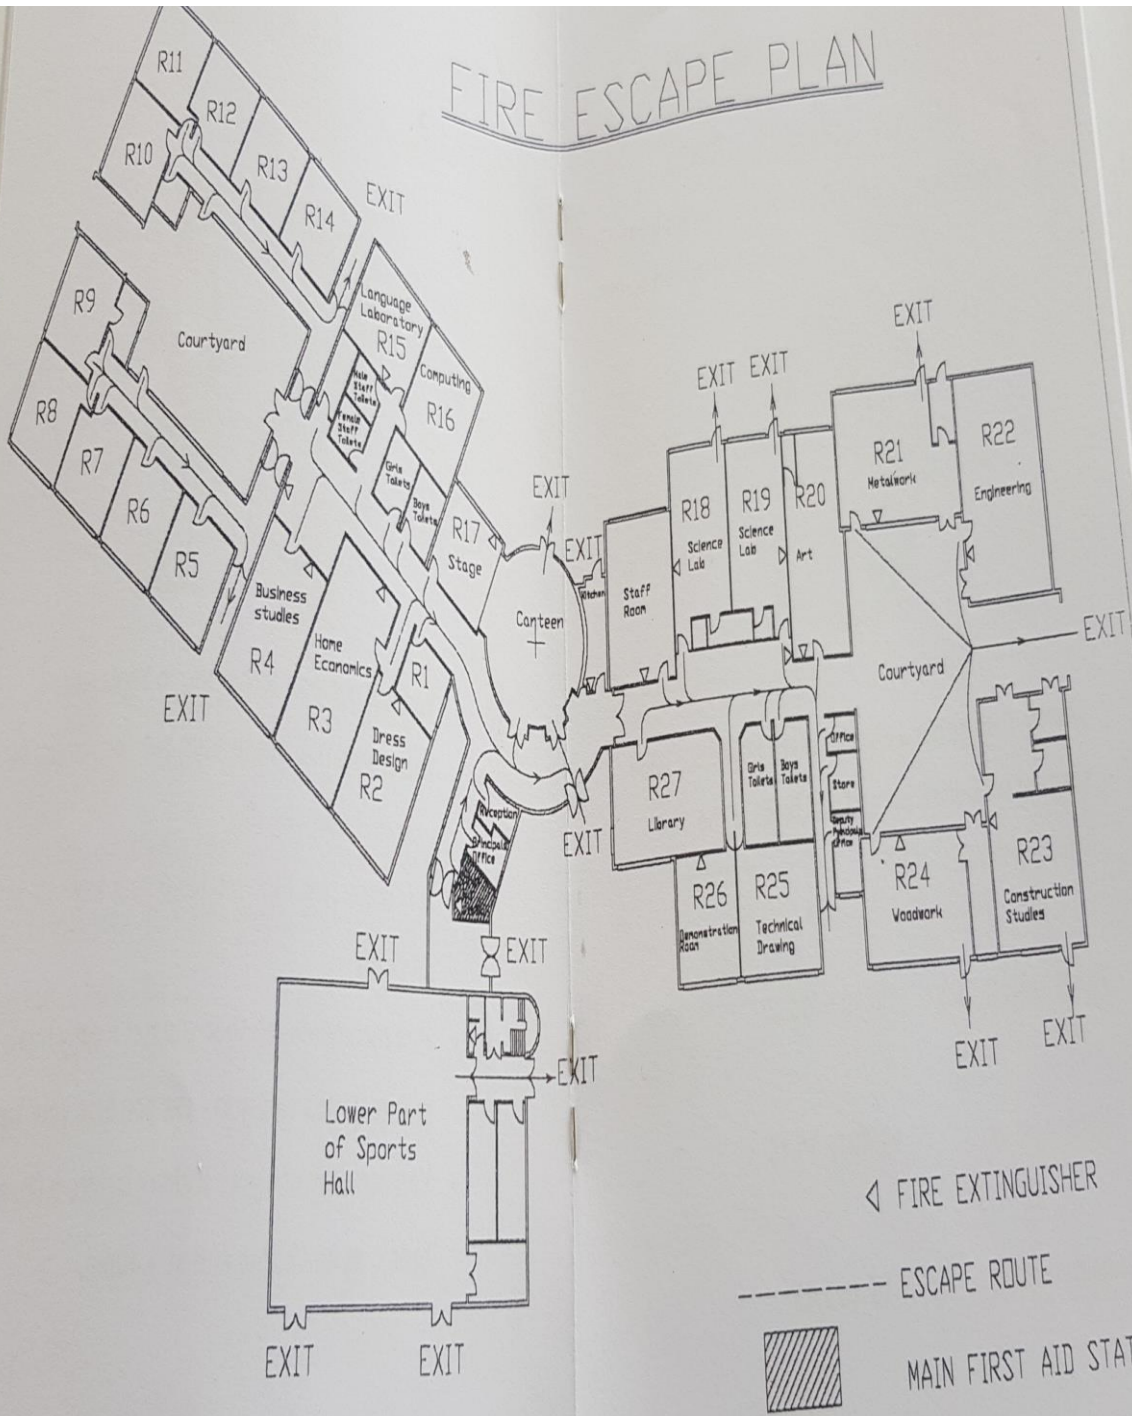 FIRE ESCAPE PLAN
R11
R12
R10
R13
R14
EXIT
R9
Courtyard
Language
Laboratory
R15
Computing
R16
Male
Staff
Toilets
Female
Staff
Toilets
R8
R7
R6
R5
Girls
Toilets
Boys
Toilets
R17
Stage
EXIT
EXIT
Canteen
Kitchen
Business
studies
R4
Home
Economics
R3
R1
Dress
Design
R2
EXIT
Reception
Principals
Office
EXIT
EXIT
EXIT
EXIT
Lower Part
of Sports
Hall
EXIT
EXIT
Staff
Room
EXIT
EXIT
EXIT
R18
Science
Lab
R19
Science
Lab
R20
Art
R21
Metalwork
R22
Engineering
EXIT
Courtyard
R27
Library
Girls
Toilets
Boys
Toilets
Office
Store
Deputy
Principals
Office
R26
Demonstration
Room
R25
Technical
Drawing
R24
Woodwork
R23
Construction
Studies
EXIT
EXIT
FIRE EXTINGUISHER
ESCAPE ROUTE
MAIN FIRST AID STAT